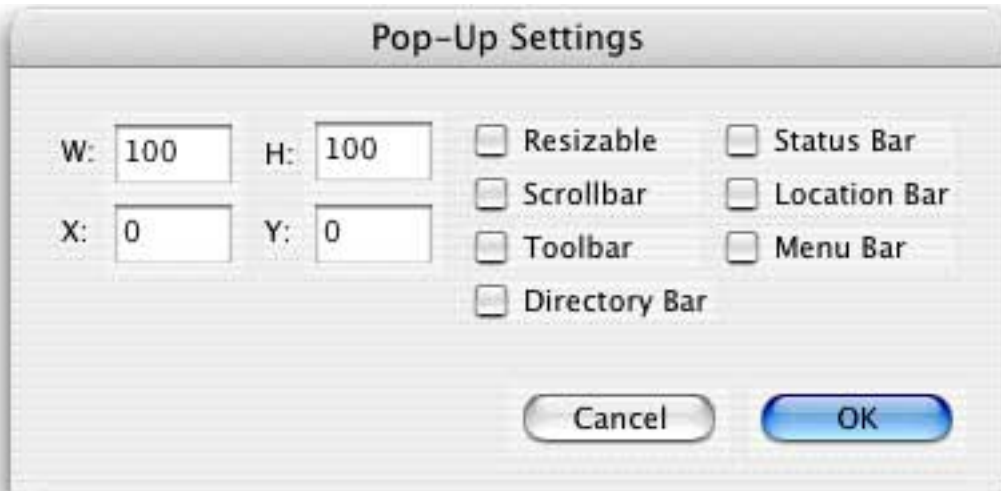 Pop-Up Settings
W: 100 H: 100
X: 0 Y: 0
Resizable
Scrollbar
Toolbar
Directory Bar
Status Bar
Location Bar
Menu Bar
Cancel OK